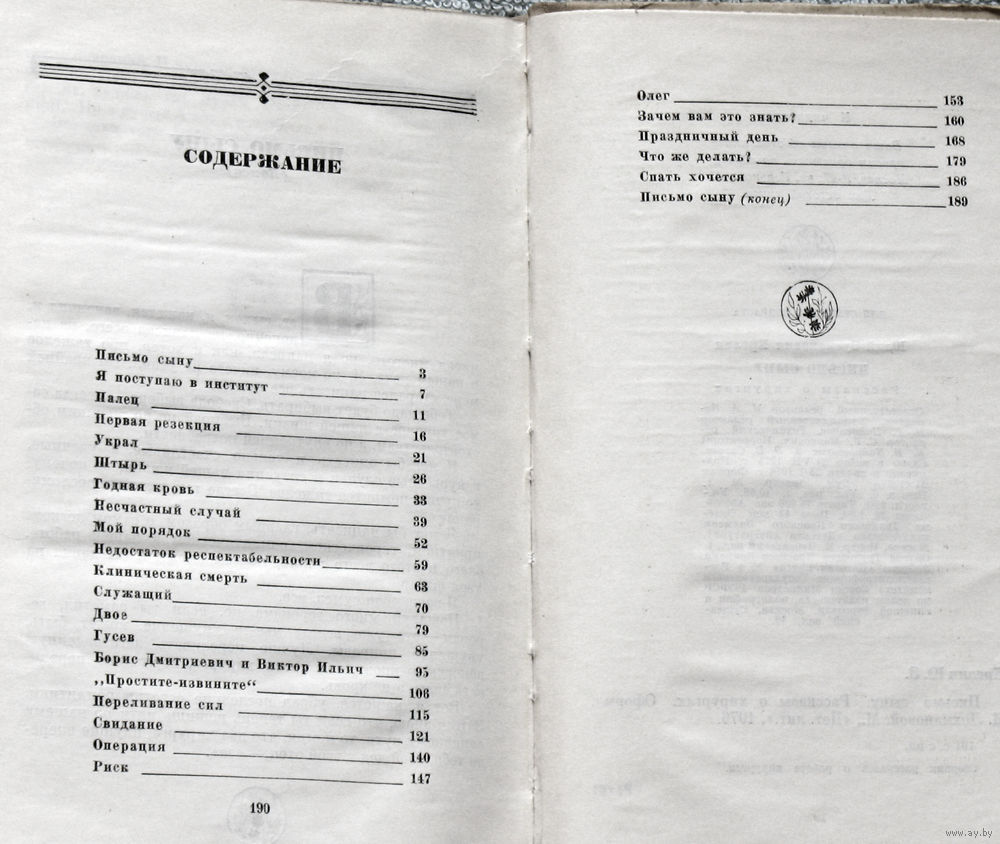 СОДЕРЖАНИЕ
Письмо сыну 3
Я поступаю в институт 7
Палец 11
Первая резекция 16
Украл 21
Штырь 26
Годная кровь 33
Несчастный случай 39
Мой порядок 52
Недостаток респектабельности 59
Клиническая смерть 63
Служащий 70
Двое 79
Гусев 85
Борис Дмитриевич и Виктор Ильич 95
„Простите-извините“ 106
Переливание сил 115
Свидание 121
Операция 140
Риск 147
190
Олег 153
Зачем вам это знать? 160
Праздничный день 168
Что же делать? 179
Спать хочется 186
Письмо сыну (конец) 189
www.ay.by